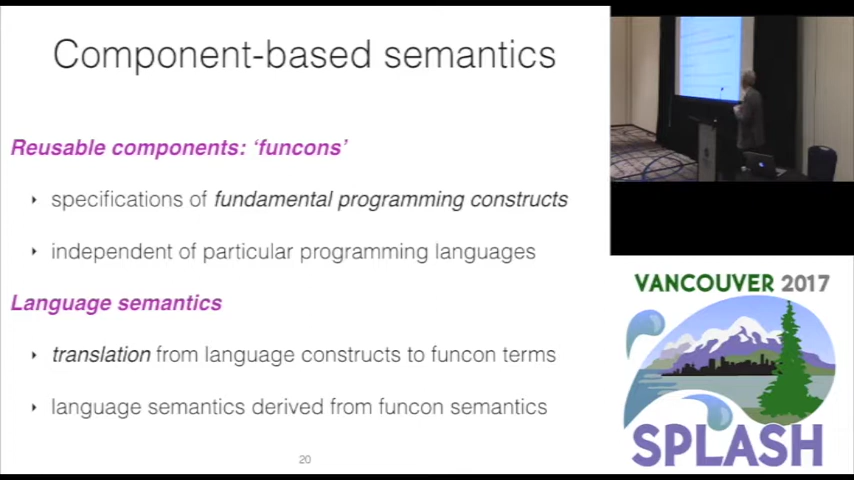 Component-based semantics
Reusable components: ‘funcons’
‣ specifications of fundamental programming constructs
‣ independent of particular programming languages
Language semantics
‣ translation from language constructs to funcon terms
‣ language semantics derived from funcon semantics
20
VANCOUVER 2017
SPLASH